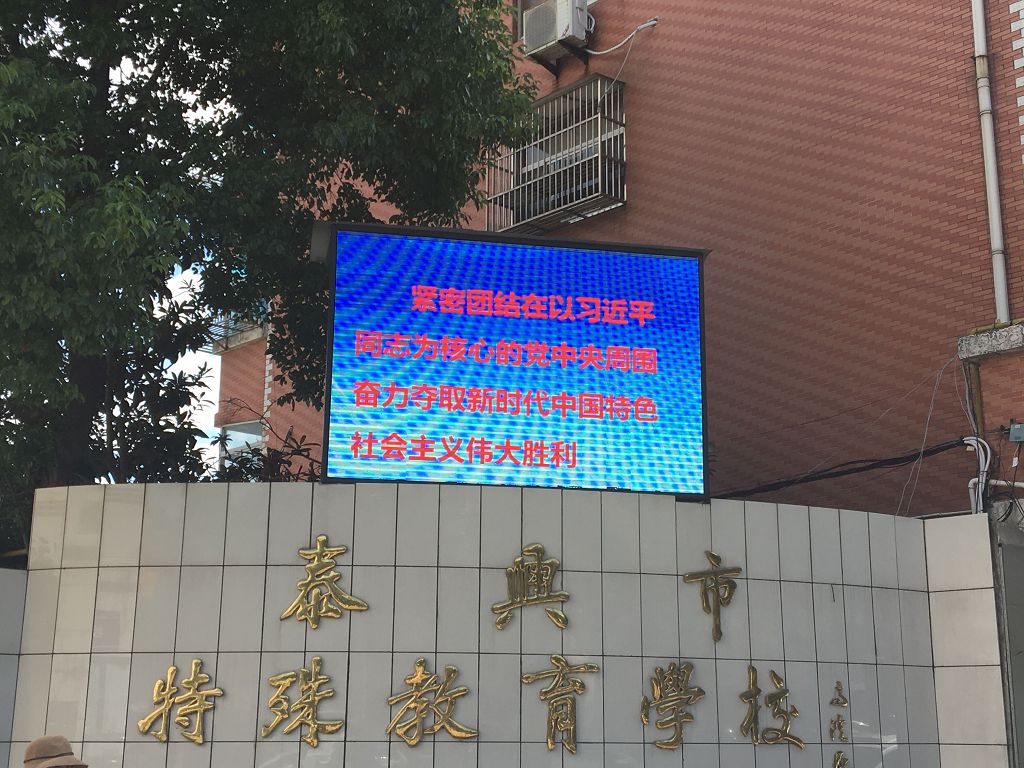 紧密团结在以习近平
同志为核心的党中央周围
奋力夺取新时代中国特色
社会主义伟大胜利
泰興市
特殊教育學校